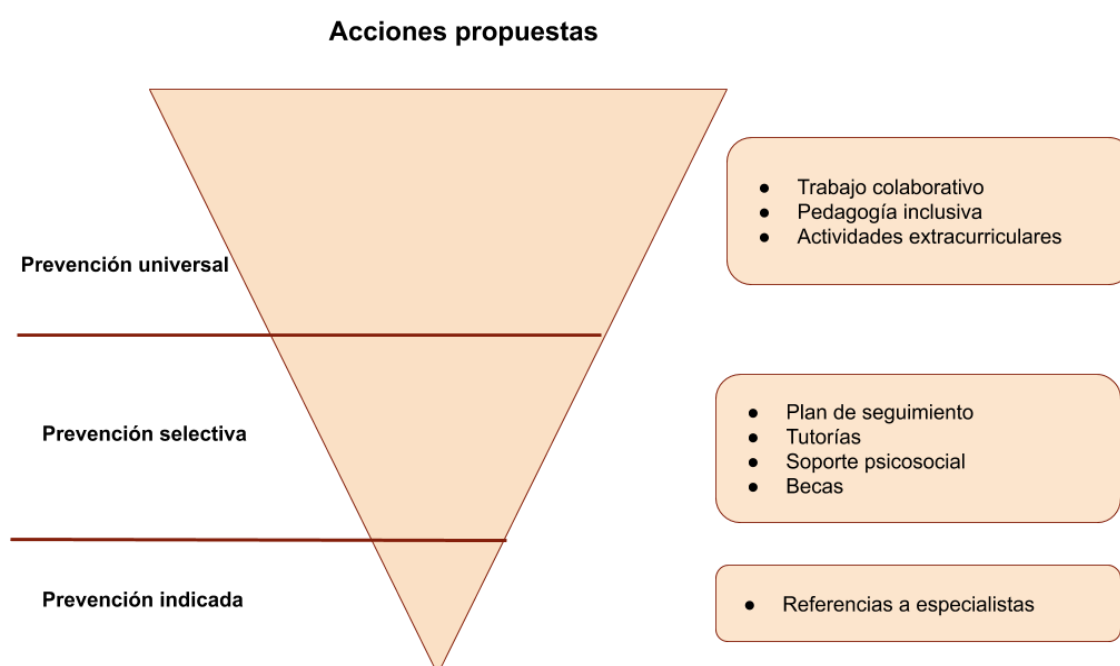 Acciones propuestas
Prevención universal
● Trabajo colaborativo
● Pedagogía inclusiva
● Actividades extracurriculares
Prevención selectiva
● Plan de seguimiento
● Tutorías
● Soporte psicosocial
● Becas
Prevención indicada
● Referencias a especialistas